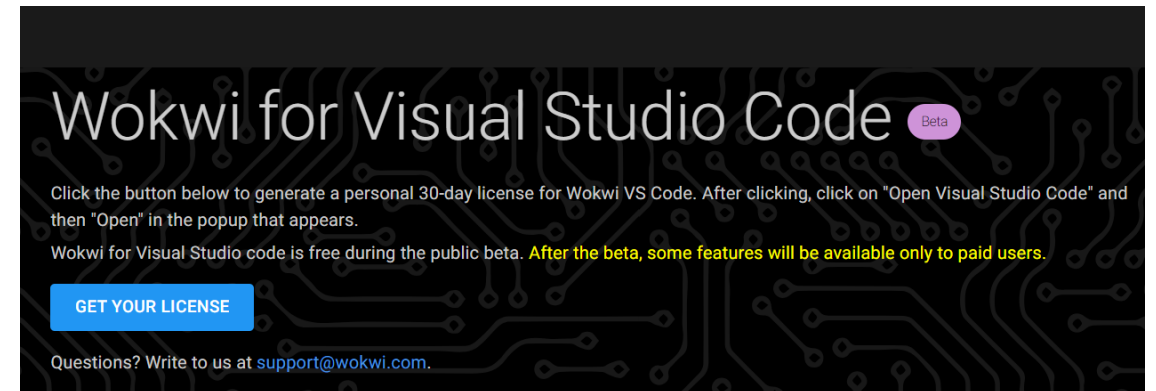 Wokwi for Visual Studio Code Beta
Click the button below to generate a personal 30-day license for Wokwi VS Code. After clicking, click on "Open Visual Studio Code" and
then "Open" in the popup that appears.
Wokwi for Visual Studio code is free during the public beta. After the beta, some features will be available only to paid users.
GET YOUR LICENSE
Questions? Write to us at support@wokwi.com.